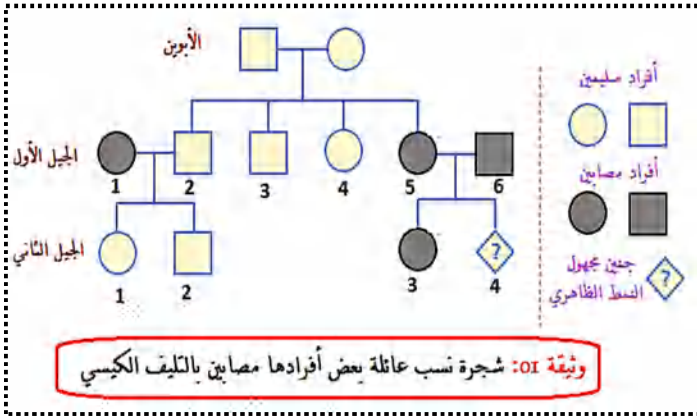 الأبوين
الجيل الأول
1
2
3
4
5
6
الجيل الثاني
1
2
3
?
4
أفراد سليمين
أفراد مصابين
جنين مجهول
النمط الظاهري
?
وثيقة 01: شجرة نسب عائلة بعض أفرادها مصابين بالتليف الكيسي